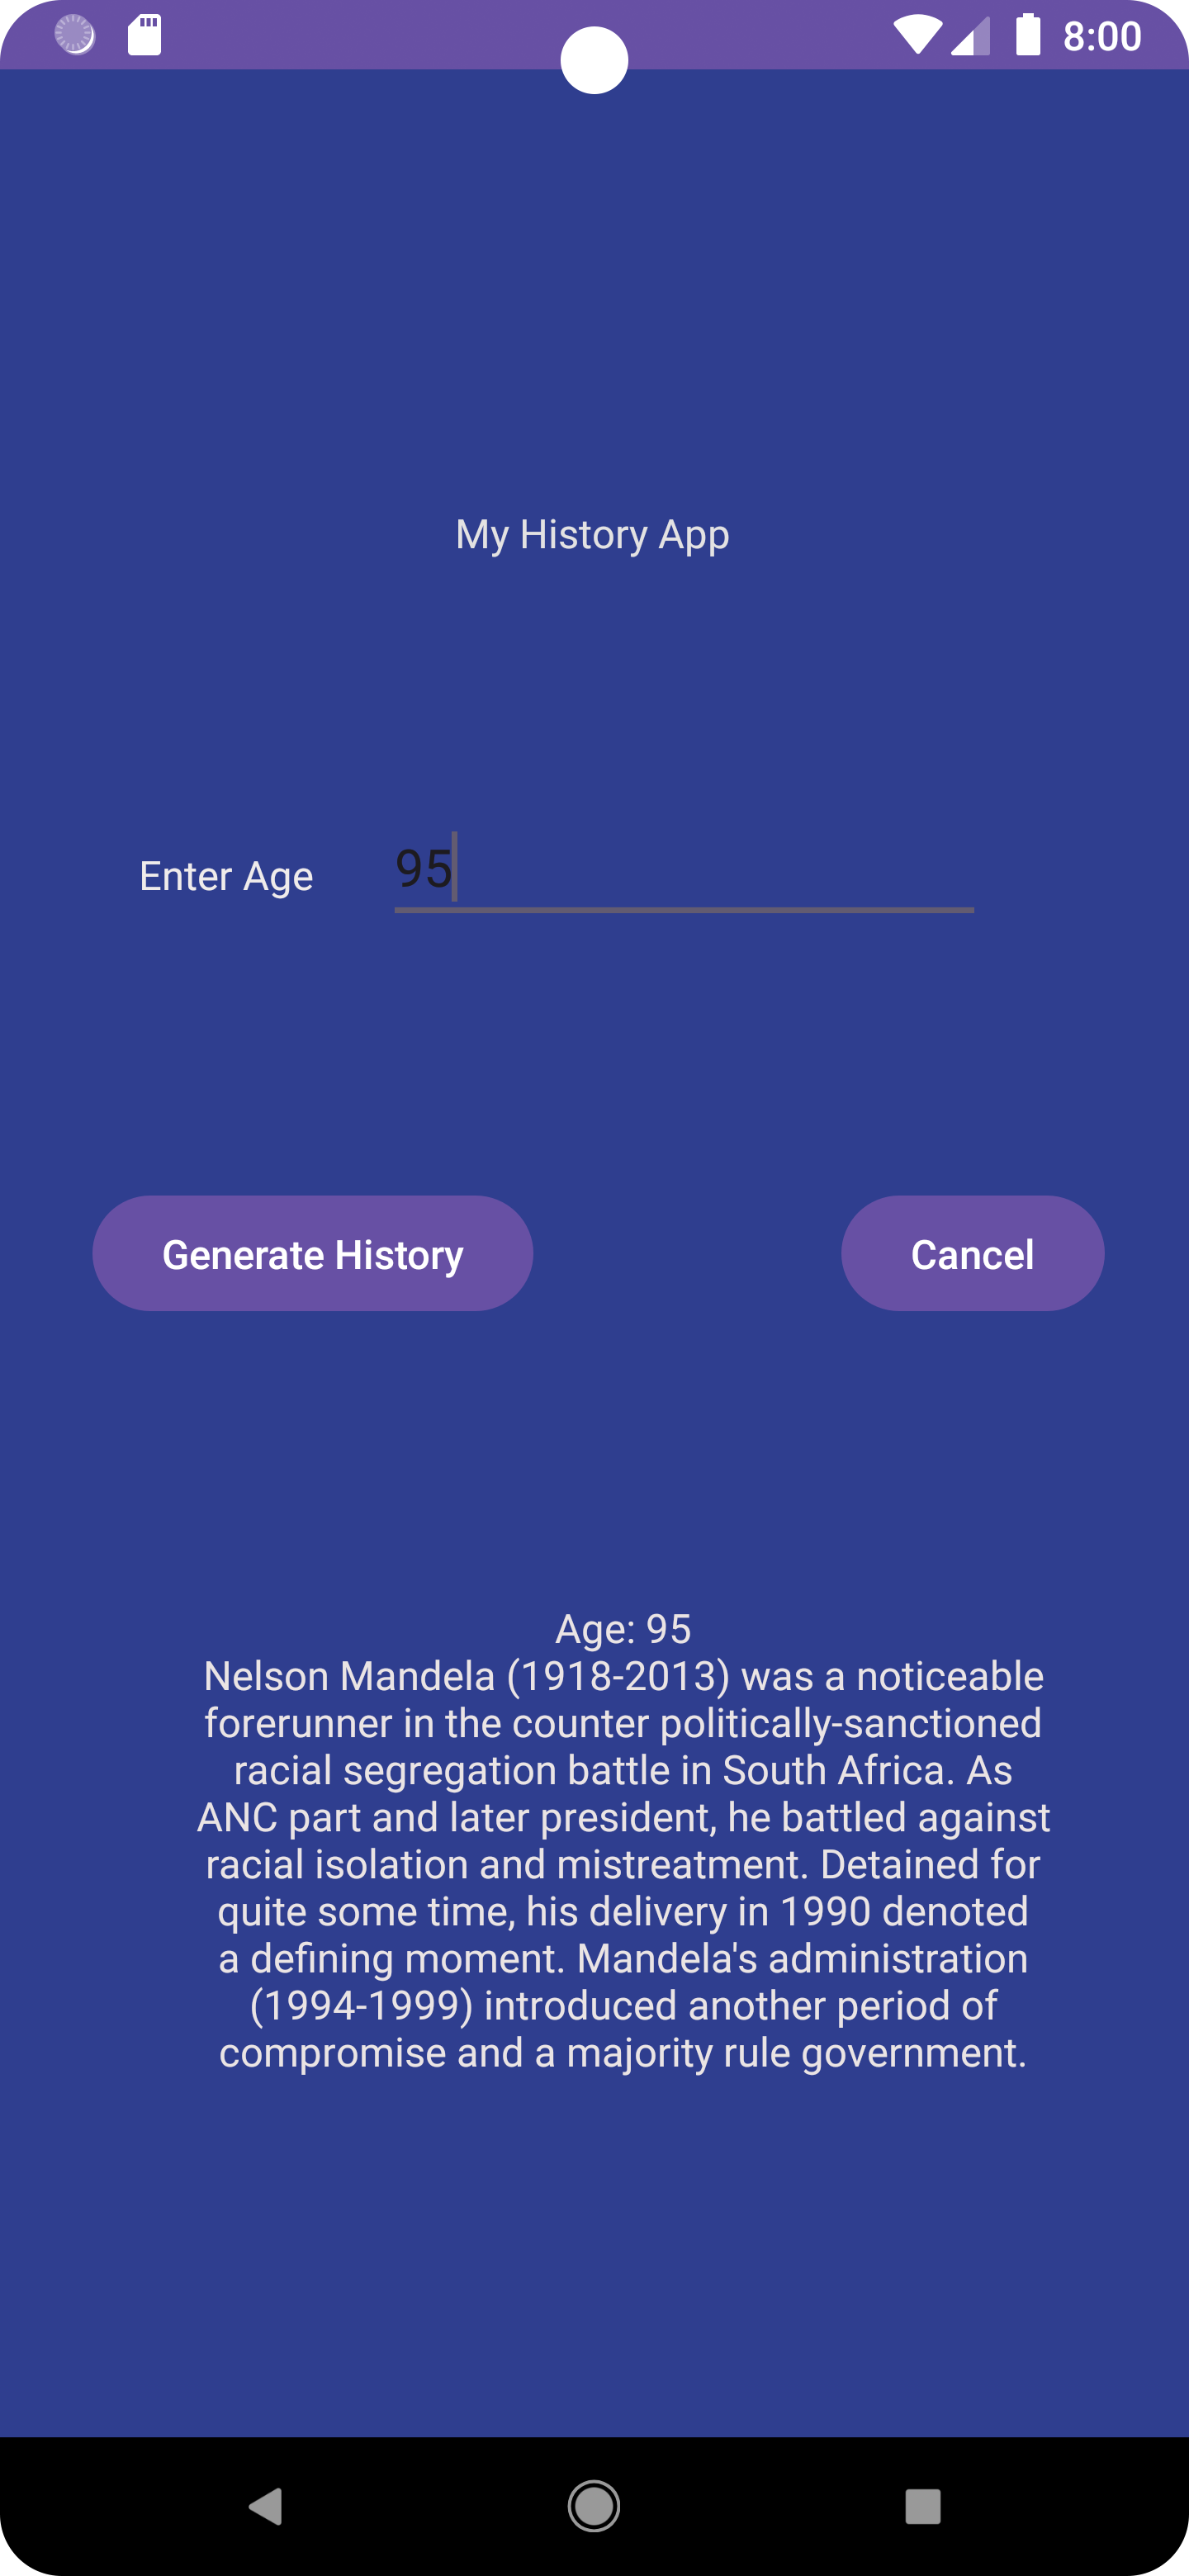 8:00
My History App
Enter Age
95
Generate History
Cancel
Age: 95
Nelson Mandela (1918-2013) was a noticeable
forerunner in the counter politically-sanctioned
racial segregation battle in South Africa. As
ANC part and later president, he battled against
racial isolation and mistreatment. Detained for
quite some time, his delivery in 1990 denoted
a defining moment. Mandela's administration
(1994-1999) introduced another period of
compromise and a majority rule government.